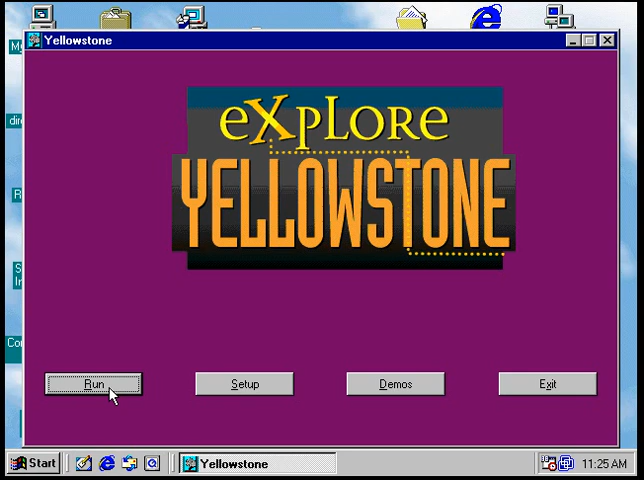 Yellowstone
eXpLoRe
YELLOWSTONE
Run
Setup
Demos
Exit
Start
Yellowstone
11:25 AM